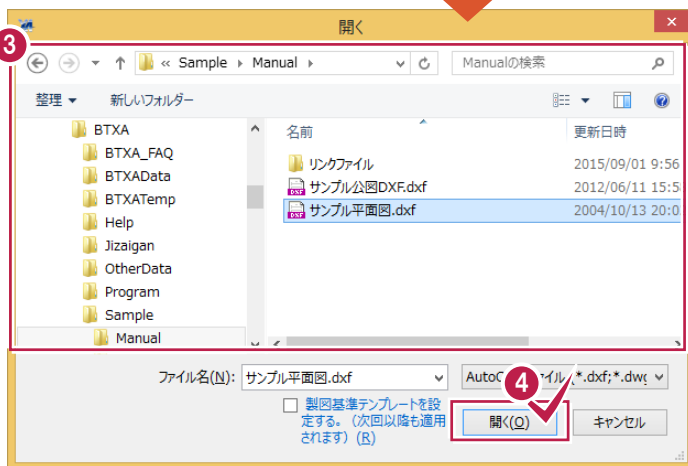 開く
3
« Sample Manual
Manualの検索
整理 新しいフォルダー
BTXA
BTXA_FAQ
BTXAData
BTXATemp
Help
Jizaigan
OtherData
Program
Sample
Manual
名前 更新日時
リンクファイル 2015/09/01 9:56
サンプル公図DXF.dxf 2012/06/11 15:5
サンプル平面図.dxf 2004/10/13 20:0
ファイル名(N): サンプル平面図.dxf
(*.dxf;*.dwg
4
製図基準テンプレートを設
定する。(次回以降も適用
されます) (R)
開く(O) キャンセル